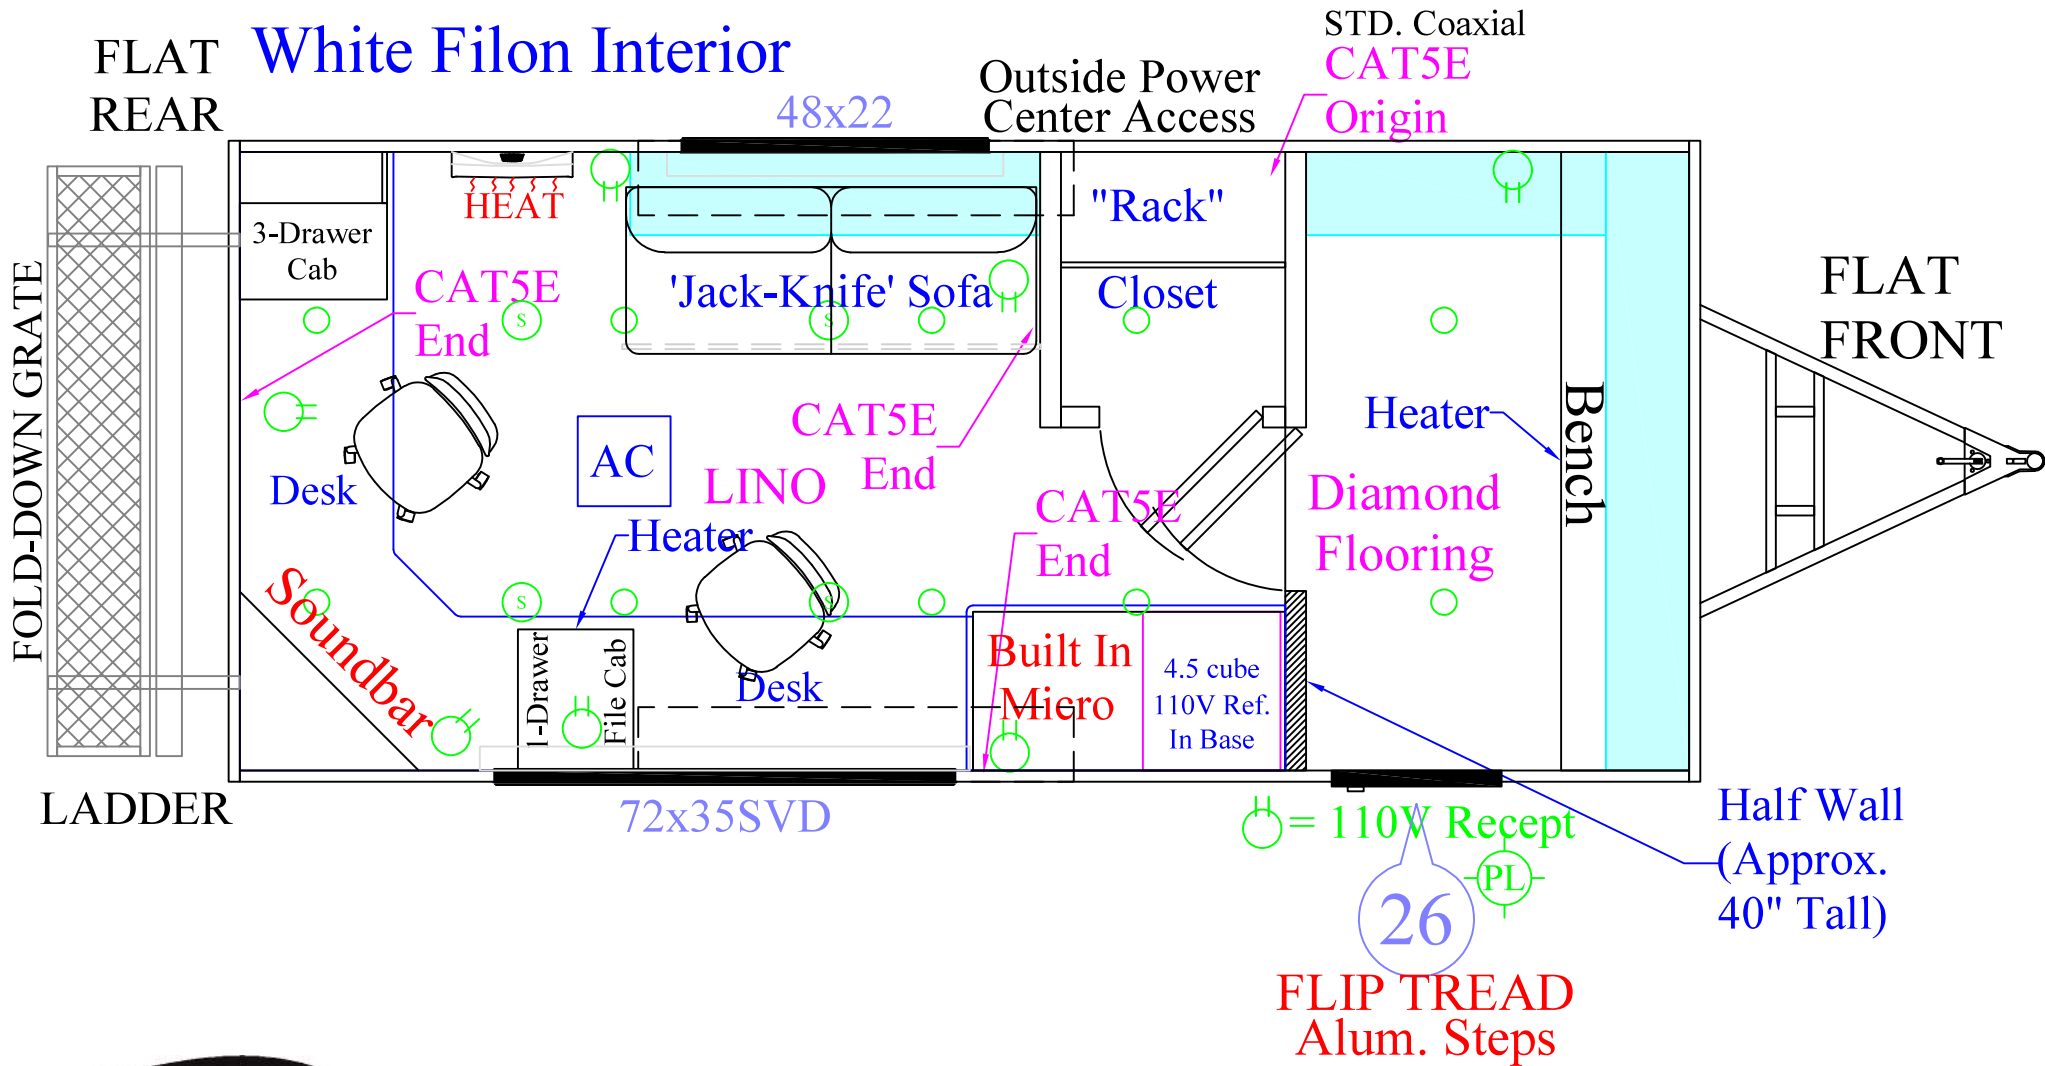 STD. Coaxial
FLAT
REAR
White Filon Interior
CAT5E
Origin
Outside Power
Center Access
48x22
HEAT
"Rack"
3-Drawer
Cab
CAT5E
End
'Jack-Knife' Sofa
Closet
S
S
FLAT
FRONT
FOLD-DOWN GRATE
CAT5E
End
Heater
Bench
AC
LINO
Desk
Diamond
Flooring
CAT5E
End
Heater
Soundbar
S
S
1-Drawer
File Cab
Desk
Built In
Micro
4.5 cube
110V Ref.
In Base
LADDER
72x35SVD
= 110V Recept
PL
26
Half Wall
(Approx.
40" Tall)
FLIP TREAD
Alum. Steps